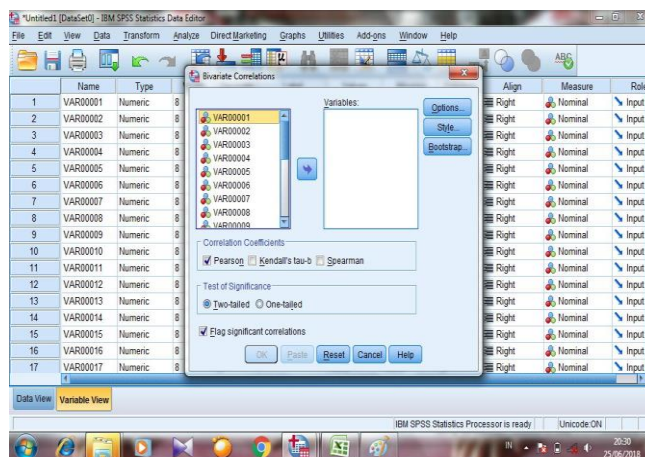 *Untitled1 [DataSet0] - IBM SPSS Statistics Data Editor
File Edit View Data Transform Analyze Direct Marketing Graphs Utilities Add-ons Window Help
Name Type Align Measure Role
1 VAR00001 Numeric 8 Right Nominal Input
2 VAR00002 Numeric 8 Right Nominal Input
3 VAR00003 Numeric 8 Right Nominal Input
4 VAR00004 Numeric 8 Right Nominal Input
5 VAR00005 Numeric 8 Right Nominal Input
6 VAR00006 Numeric 8 Right Nominal Input
7 VAR00007 Numeric 8 Right Nominal Input
8 VAR00008 Numeric 8 Right Nominal Input
9 VAR00009 Numeric 8 Right Nominal Input
10 VAR00010 Numeric 8 Right Nominal Input
11 VAR00011 Numeric 8 Right Nominal Input
12 VAR00012 Numeric 8 Right Nominal Input
13 VAR00013 Numeric 8 Right Nominal Input
14 VAR00014 Numeric 8 Right Nominal Input
15 VAR00015 Numeric 8 Right Nominal Input
16 VAR00016 Numeric 8 Right Nominal Input
17 VAR00017 Numeric 8 Right Nominal Input
Bivariate Correlations
Variables:
VAR00001
VAR00002
VAR00003
VAR00004
VAR00005
VAR00006
VAR00007
VAR00008
VAR00009
Options...
Style...
Bootstrap...
Correlation Coefficients
Pearson Kendall's tau-b Spearman
Test of Significance
Two-tailed One-tailed
Flag significant correlations
OK Paste Reset Cancel Help
Data View Variable View
IBM SPSS Statistics Processor is ready Unicode:ON
IN 20:30
25/06/2018